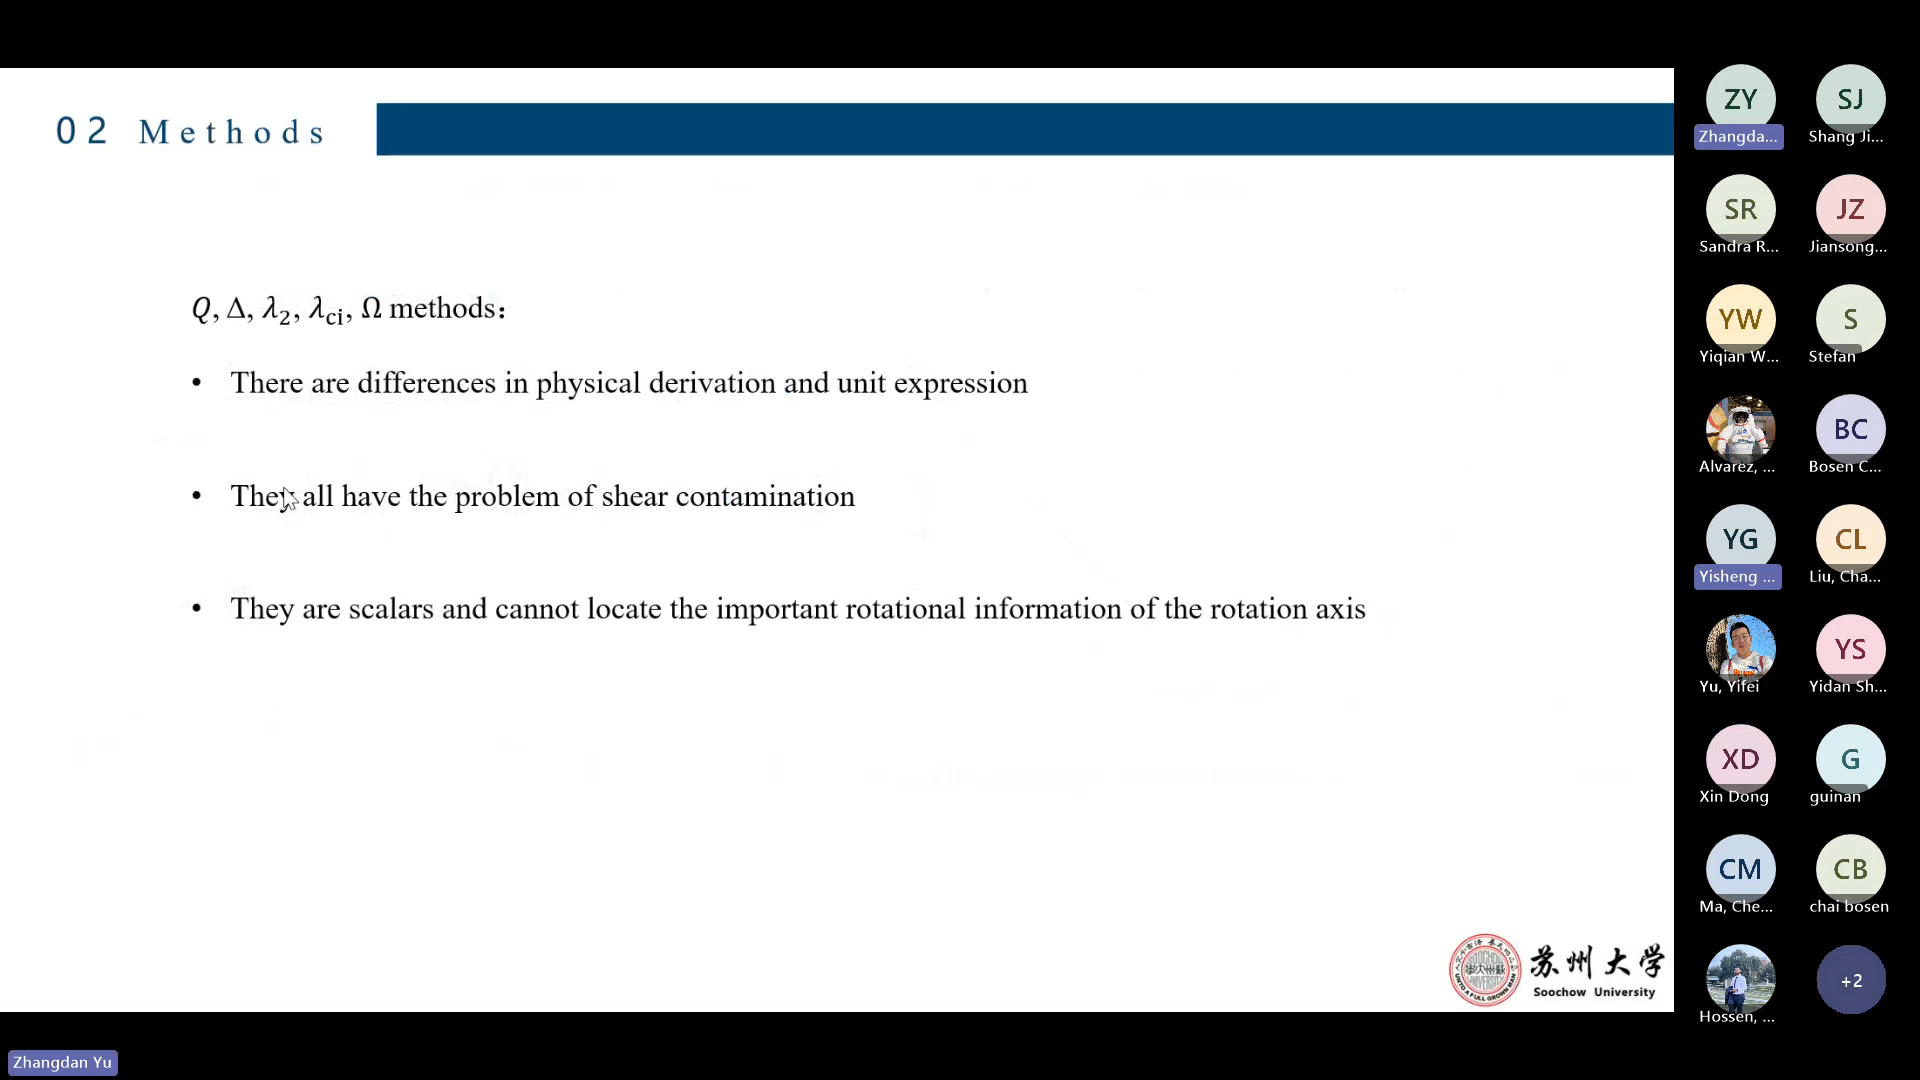 02 Methods
Q, Δ, λ₂, λci, Ω methods：
• There are differences in physical derivation and unit expression
• They all have the problem of shear contamination
• They are scalars and cannot locate the important rotational information of the rotation axis
苏州大学
Soochow University
Zhangdan Yu
ZY
Zhangda...
SJ
Shang Ji...
SR
Sandra R...
JZ
Jiansong...
YW
Yiqian W...
S
Stefan
Alvarez, ...
BC
Bosen C...
YG
Yisheng ...
CL
Liu, Cha...
Yu, Yifei
YS
Yidan Sh...
XD
Xin Dong
G
guinan
CM
Ma, Che...
CB
chai bosen
Hossen, ...
+2